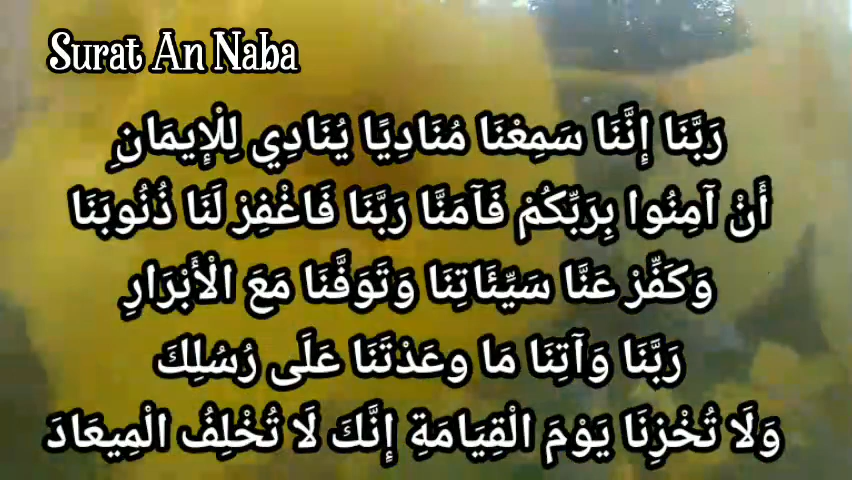 Surat An Naba
رَبَّنَا إِنَّنَا سَمِعْنَا مُنَادِيًا يُنَادِي لِلْإِيمَانِ
أَنْ آمِنُوا بِرَبِّكُمْ فَآمَنَّا رَبَّنَا فَاغْفِرْ لَنَا ذُنُوبَنَا
وَكَفِّرْ عَنَّا سَيِّئَاتِنَا وَتَوَفَّنَا مَعَ الْأَبْرَارِ
رَبَّنَا وَآتِنَا مَا وعَدْتَنَا عَلَى رُسُلِكَ
وَلَا تُخْزِنَا يَوْمَ الْقِيَامَةِ إِنَّكَ لَا تُخْلِفُ الْمِيعَادَ